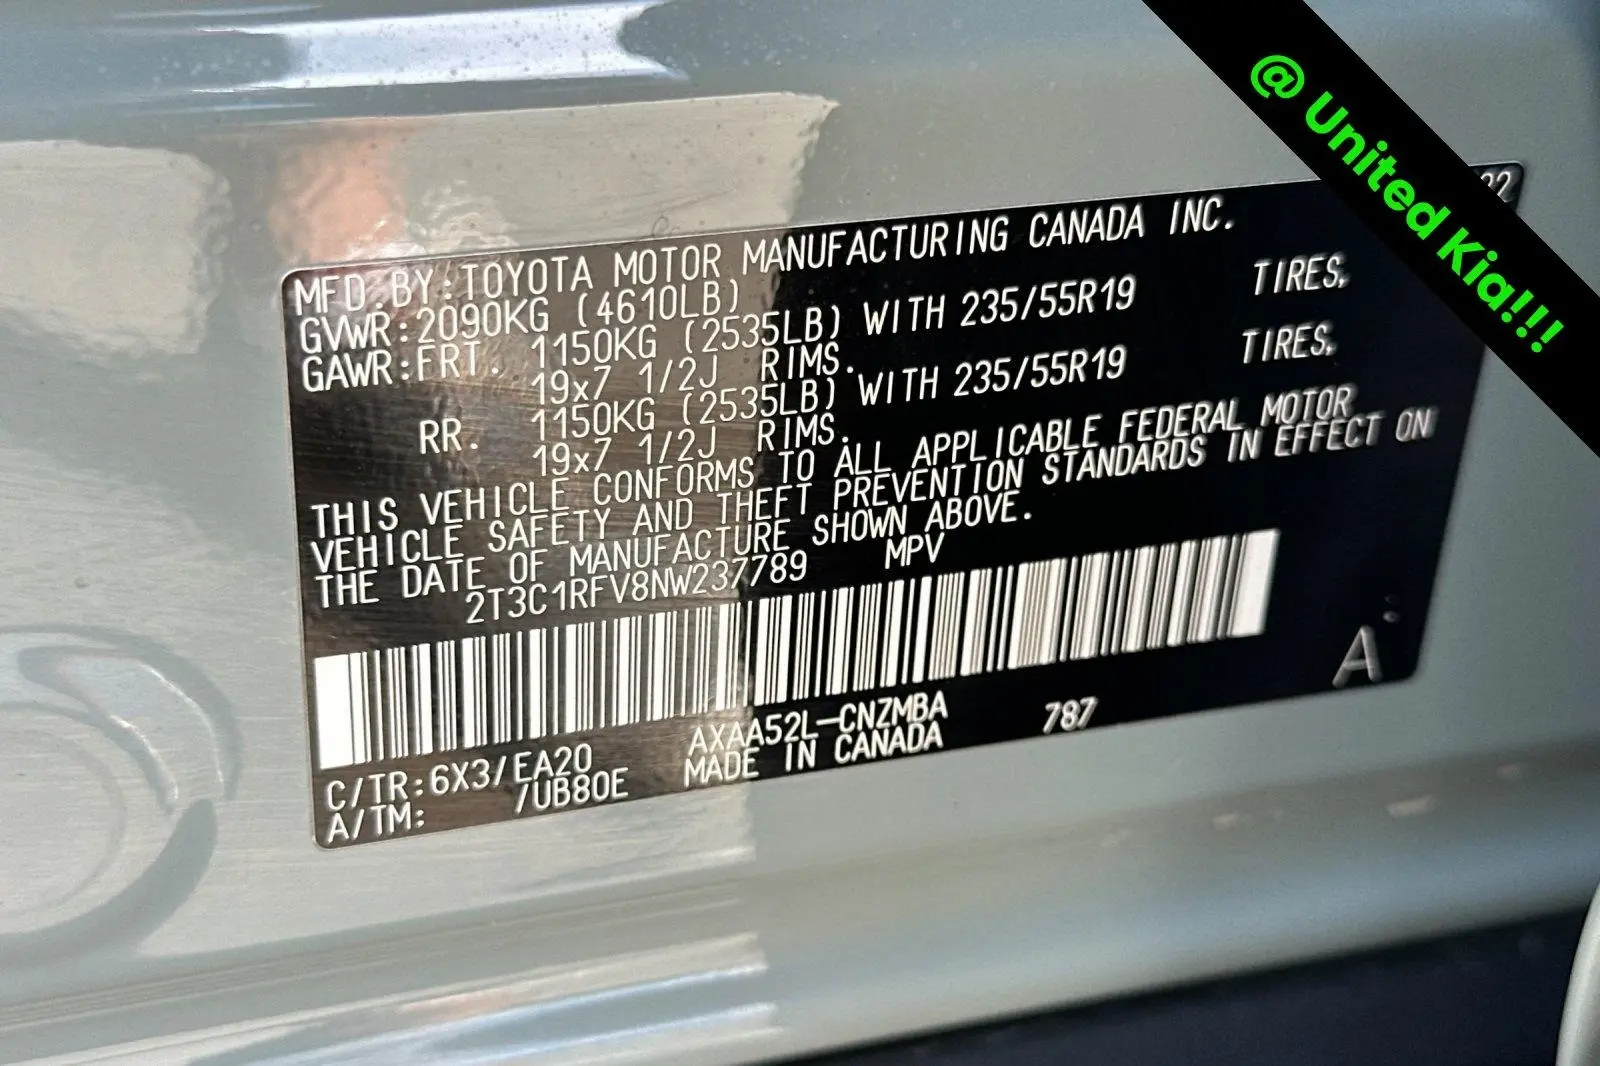 @ United Kia!!!
22
MFD.BY:TOYOTA MOTOR MANUFACTURING CANADA INC.
GVWR:2090KG (4610LB)
GAWR:FRT. 1150KG (2535LB) WITH 235/55R19 TIRES,
19x7 1/2J RIMS.
RR. 1150KG (2535LB) WITH 235/55R19 TIRES,
19x7 1/2J RIMS.
THIS VEHICLE CONFORMS TO ALL APPLICABLE FEDERAL MOTOR
VEHICLE SAFETY AND THEFT PREVENTION STANDARDS IN EFFECT ON
THE DATE OF MANUFACTURE SHOWN ABOVE.
2T3C1RFV8NW237789 MPV
C/TR:6X3/EA20 AXAA52L-CNZMBA 787
A/TM: /UB80E MADE IN CANADA
A